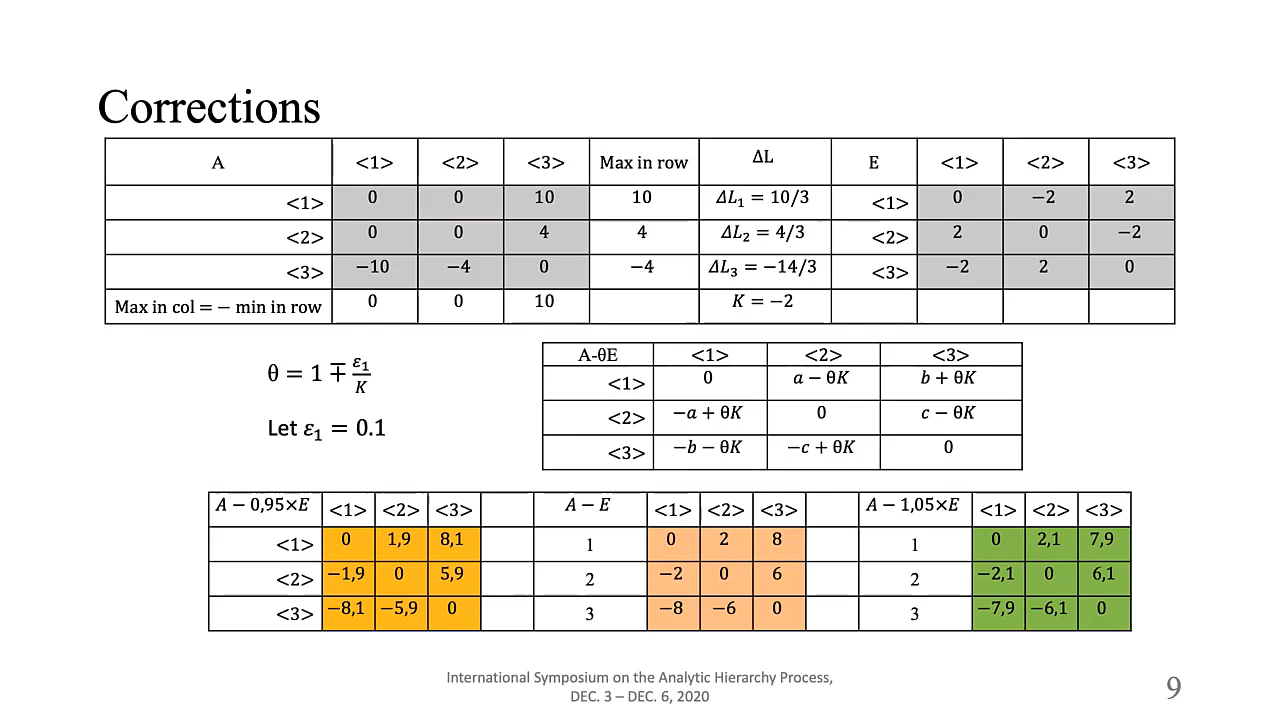 Corrections
A <1> <2> <3> Max in row ΔL E <1> <2> <3>
<1> 0 0 10 10 ΔL₁ = 10/3 <1> 0 −2 2
<2> 0 0 4 4 ΔL₂ = 4/3 <2> 2 0 −2
<3> −10 −4 0 −4 ΔL₃ = −14/3 <3> −2 2 0
Max in col = − min in row 0 0 10 K = −2
θ = 1 ∓ ε₁/K
Let ε₁ = 0.1
A-θE <1> <2> <3>
<1> 0 a − θK b + θK
<2> −a + θK 0 c − θK
<3> −b − θK −c + θK 0
A − 0,95×E <1> <2> <3> A − E <1> <2> <3> A − 1,05×E <1> <2> <3>
<1> 0 1,9 8,1 1 0 2 8 1 0 2,1 7,9
<2> −1,9 0 5,9 2 −2 0 6 2 −2,1 0 6,1
<3> −8,1 −5,9 0 3 −8 −6 0 3 −7,9 −6,1 0
International Symposium on the Analytic Hierarchy Process,
DEC. 3 – DEC. 6, 2020
9